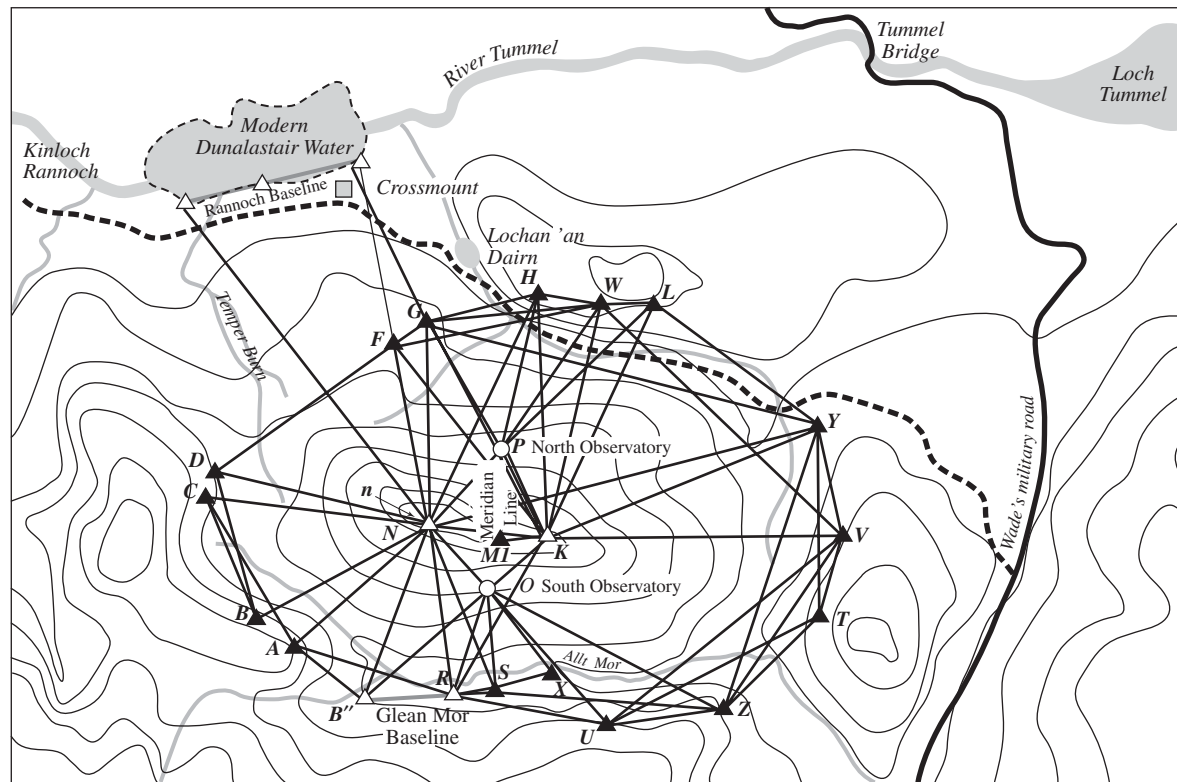 Tummel
Bridge
River Tummel
Loch
Tummel
Modern
Dunalastair Water
Kinloch
Rannoch
Rannoch Baseline
Crossmount
Lochan 'an
Dairn
H
W
L
G
F
Temper Burn
Y
P North Observatory
D
C
n
Meridian
Line
N
M1
K
V
Wade's military road
O South Observatory
B
T
A
Allt Mor
R
S
X
B"
Glean Mor
Baseline
U
Z